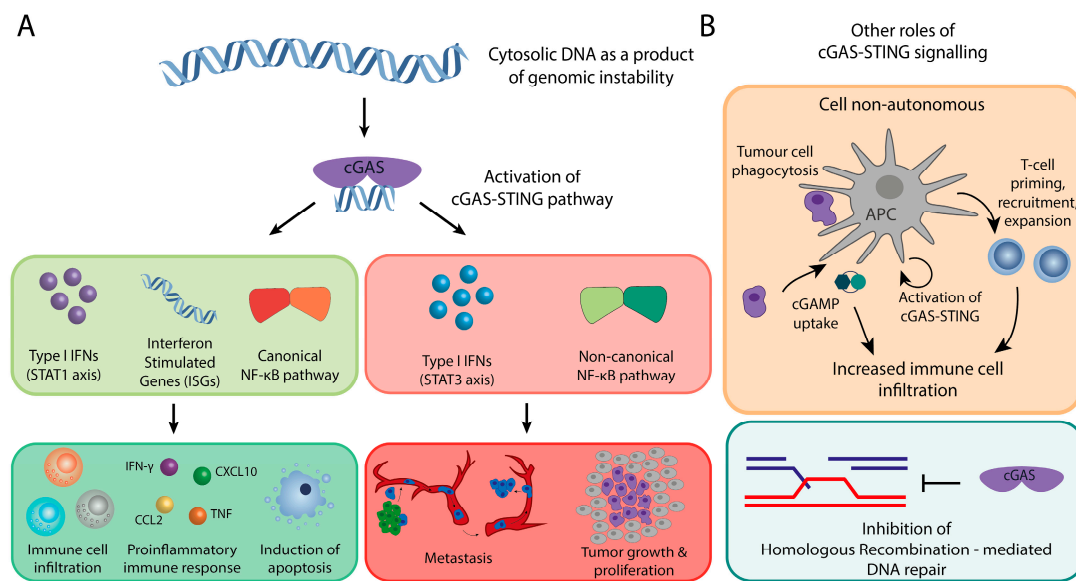 A
Cytosolic DNA as a product
of genomic instability
cGAS
Activation of
cGAS-STING pathway
Type I IFNs
(STAT1 axis)
Interferon
Stimulated
Genes (ISGs)
Canonical
NF-κB pathway
Type I IFNs
(STAT3 axis)
Non-canonical
NF-κB pathway
IFN-γ
CXCL10
CCL2
TNF
Immune cell
infiltration
Proinflammatory
immune response
Induction of
apoptosis
Metastasis
Tumor growth &
proliferation
B
Other roles of
cGAS-STING signalling
Cell non-autonomous
Tumour cell
phagocytosis
APC
T-cell
priming,
recruitment,
expansion
cGAMP
uptake
Activation of
cGAS-STING
Increased immune cell
infiltration
cGAS
Inhibition of
Homologous Recombination - mediated
DNA repair